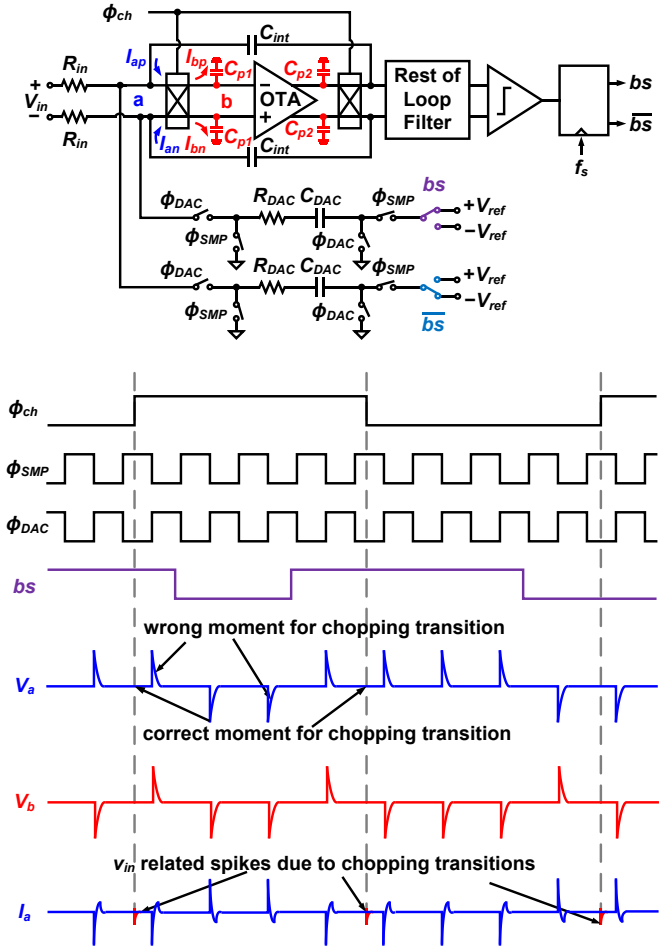 ϕch
Cint
Rin
Iap
Ibp
Cp1
Cp2
+
Vin
−
a
b
−
OTA
+
Rest of
Loop
Filter
bs
bs
Rin
Ian
Ibn
Cp1
Cp2
Cint
fs
bs
ϕDAC
RDAC
CDAC
ϕSMP
+Vref
−Vref
ϕSMP
ϕDAC
ϕDAC
RDAC
CDAC
ϕSMP
+Vref
−Vref
ϕSMP
ϕDAC
bs
ϕch
ϕSMP
ϕDAC
bs
wrong moment for chopping transition
Va
correct moment for chopping transition
Vb
vin related spikes due to chopping transitions
Ia